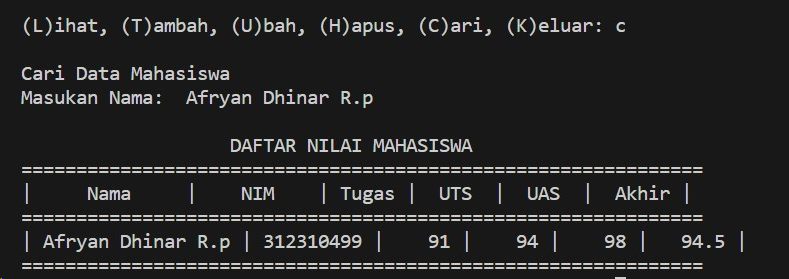 (L)ihat, (T)ambah, (U)bah, (H)apus, (C)ari, (K)eluar: c
Cari Data Mahasiswa
Masukan Nama:  Afryan Dhinar R.p
DAFTAR NILAI MAHASISWA
==============================================================
|     Nama     |    NIM    | Tugas |  UTS  |  UAS  |  Akhir |
==============================================================
| Afryan Dhinar R.p | 312310499 |    91 |    94 |    98 |   94.5 |
==============================================================